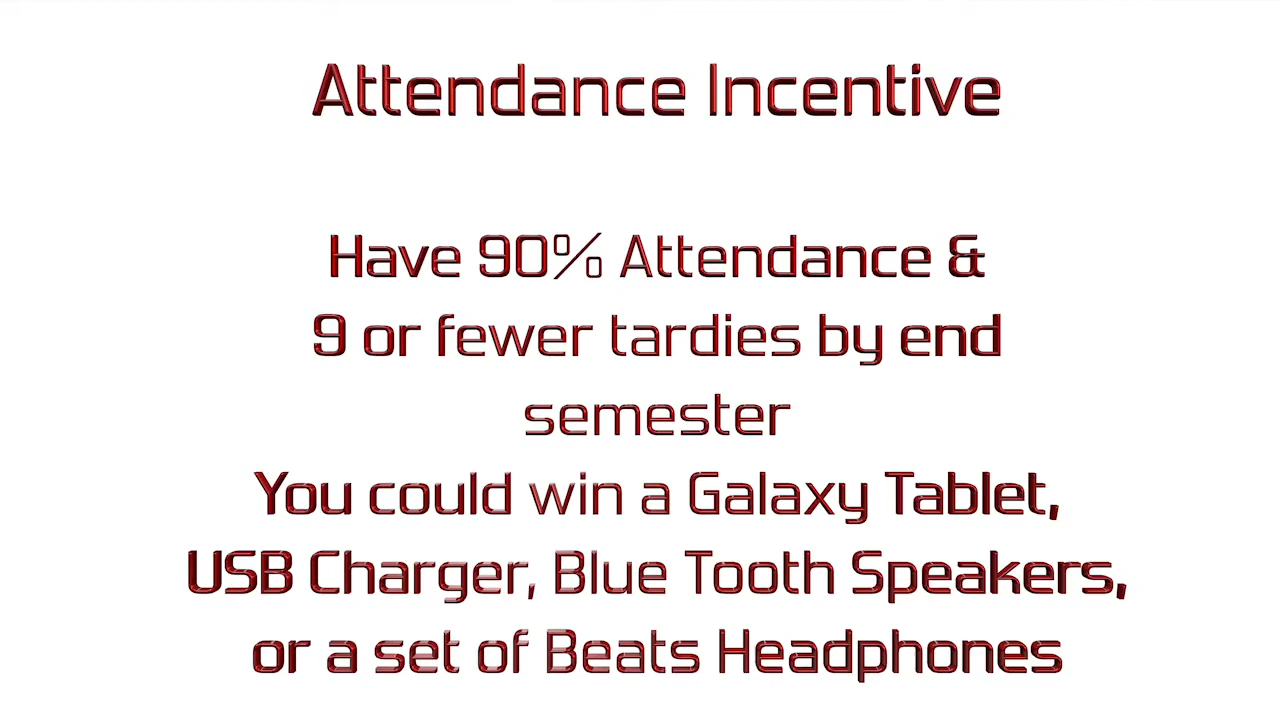 Attendance Incentive
Have 90% Attendance &
9 or fewer tardies by end
semester
You could win a Galaxy Tablet,
USB Charger, Blue Tooth Speakers,
or a set of Beats Headphones